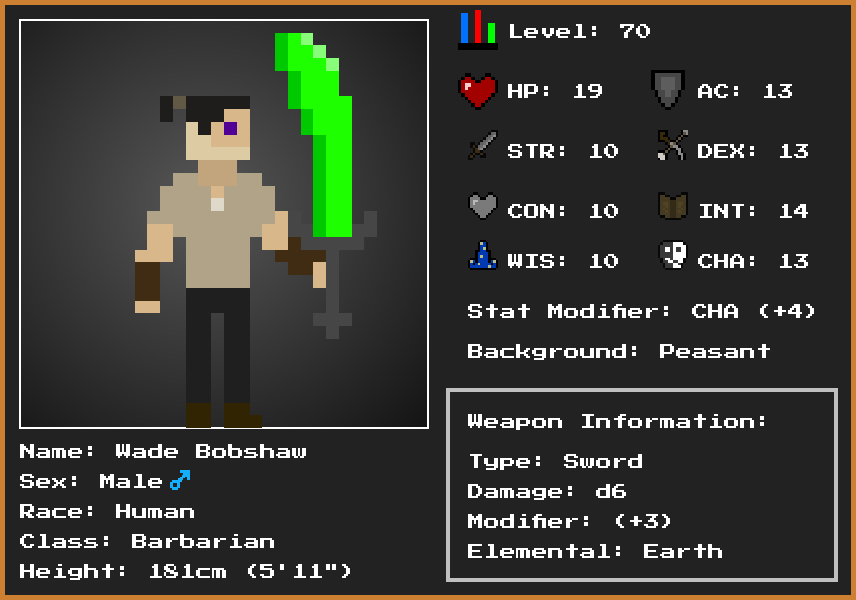 Level: 70
HP: 19 AC: 13
STR: 10 DEX: 13
CON: 10 INT: 14
WIS: 10 CHA: 13
Stat Modifier: CHA (+4)
Background: Peasant
Weapon Information:
Type: Sword
Damage: d6
Modifier: (+3)
Elemental: Earth
Name: Wade Bobshaw
Sex: Male♂
Race: Human
Class: Barbarian
Height: 181cm (5'11")